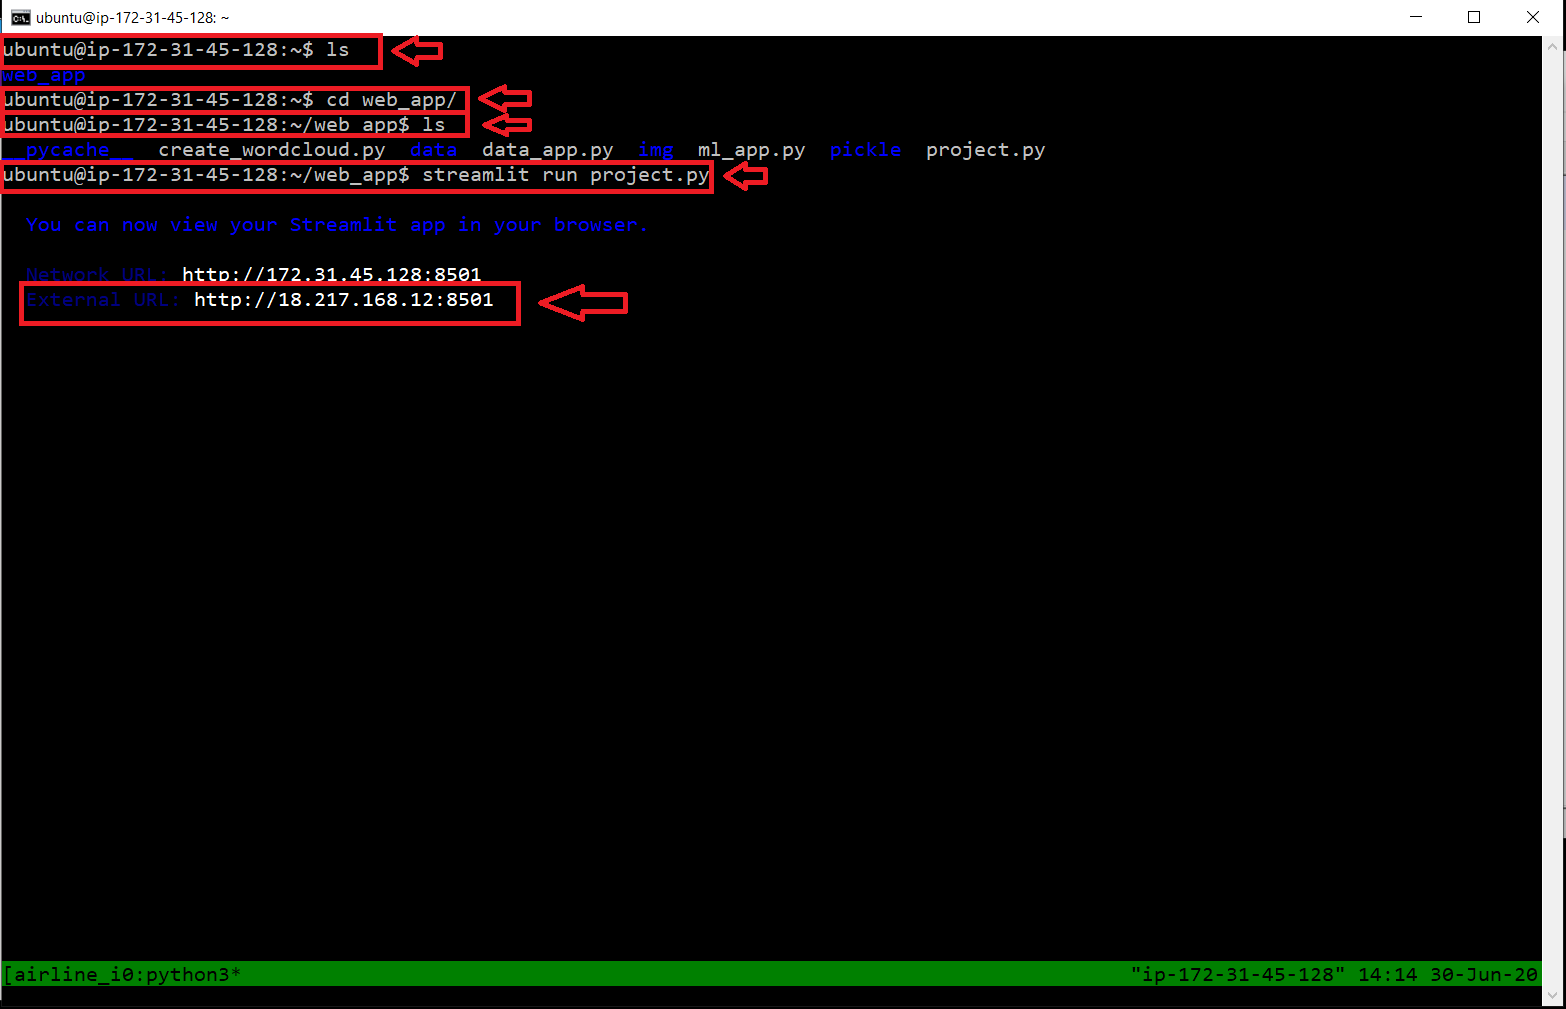 ubuntu@ip-172-31-45-128: ~
ubuntu@ip-172-31-45-128:~$ ls
web_app
ubuntu@ip-172-31-45-128:~$ cd web_app/
ubuntu@ip-172-31-45-128:~/web_app$ ls
__pycache__  create_wordcloud.py  data  data_app.py  img  ml_app.py  pickle  project.py
ubuntu@ip-172-31-45-128:~/web_app$ streamlit run project.py
You can now view your Streamlit app in your browser.
Network URL: http://172.31.45.128:8501
External URL: http://18.217.168.12:8501
[airline_i0:python3* "ip-172-31-45-128" 14:14 30-Jun-20